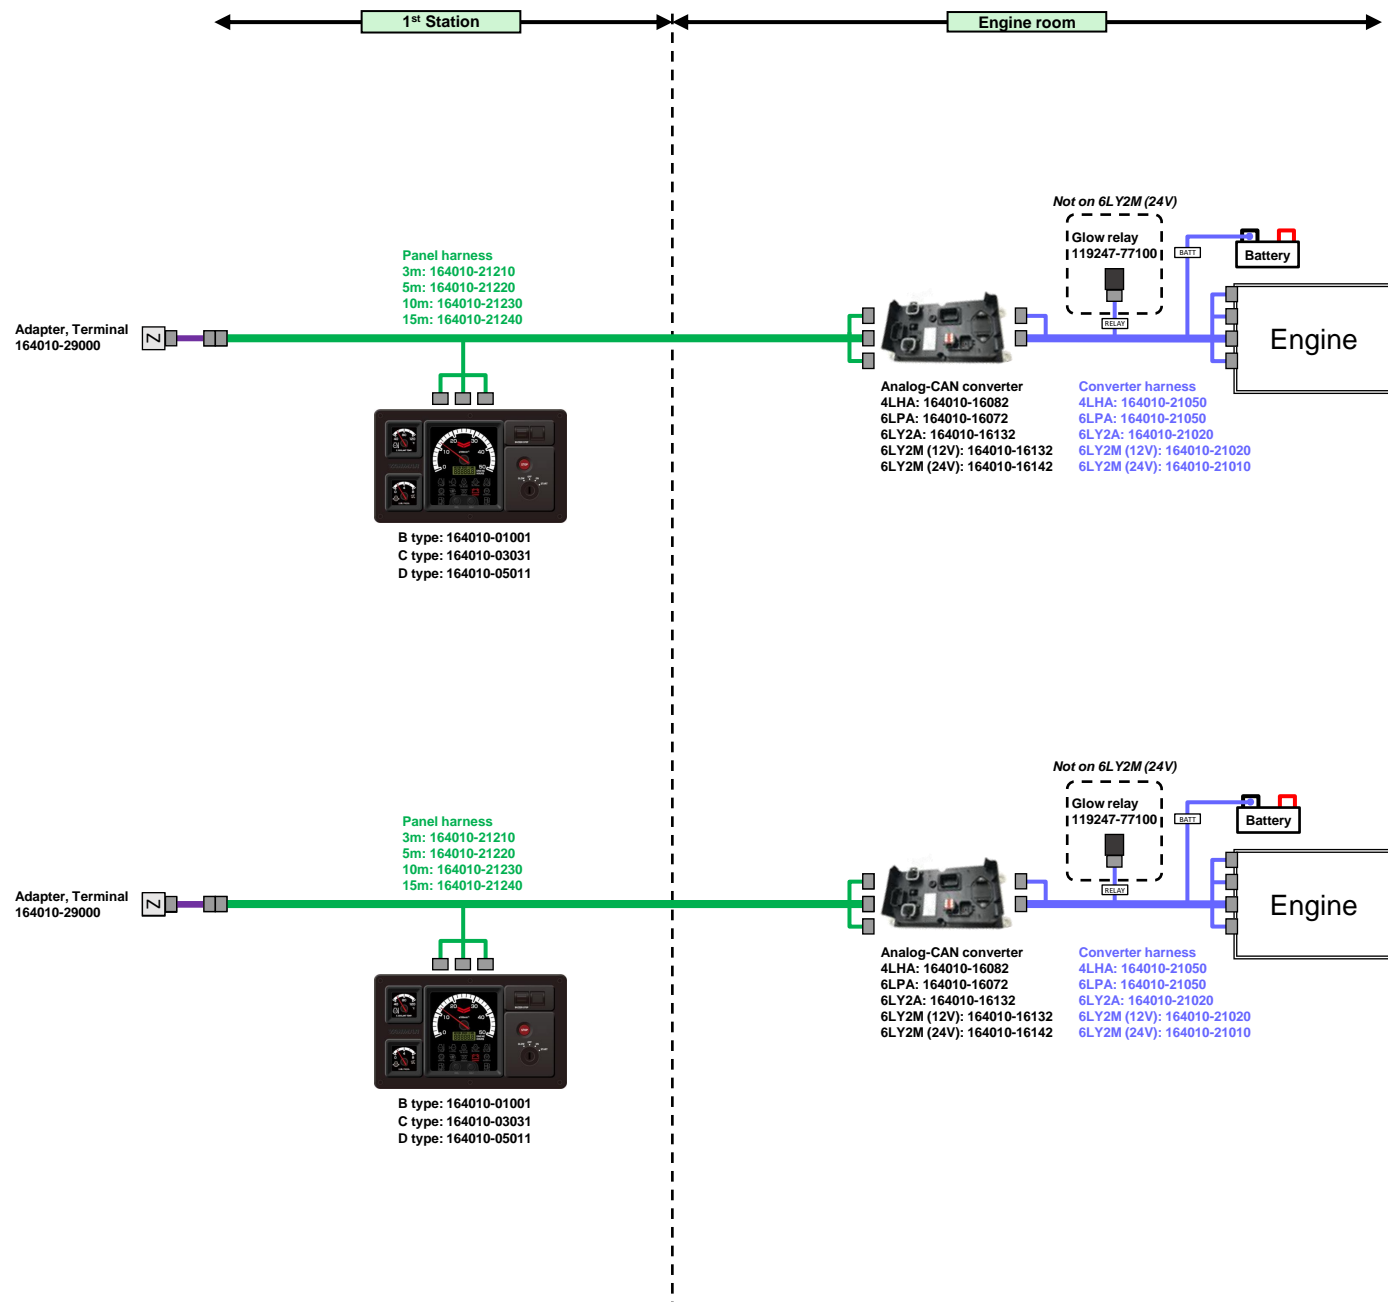 1st Station
Engine room
Not on 6LY2M (24V)
Glow relay
119247-77100
BATT
Battery
RELAY
Panel harness
3m: 164010-21210
5m: 164010-21220
10m: 164010-21230
15m: 164010-21240
Adapter, Terminal
164010-29000
Z
Engine
Analog-CAN converter
4LHA: 164010-16082
6LPA: 164010-16072
6LY2A: 164010-16132
6LY2M (12V): 164010-16132
6LY2M (24V): 164010-16142
Converter harness
4LHA: 164010-21050
6LPA: 164010-21050
6LY2A: 164010-21020
6LY2M (12V): 164010-21020
6LY2M (24V): 164010-21010
B type: 164010-01001
C type: 164010-03031
D type: 164010-05011
Not on 6LY2M (24V)
Glow relay
119247-77100
BATT
Battery
RELAY
Panel harness
3m: 164010-21210
5m: 164010-21220
10m: 164010-21230
15m: 164010-21240
Adapter, Terminal
164010-29000
Z
Engine
Analog-CAN converter
4LHA: 164010-16082
6LPA: 164010-16072
6LY2A: 164010-16132
6LY2M (12V): 164010-16132
6LY2M (24V): 164010-16142
Converter harness
4LHA: 164010-21050
6LPA: 164010-21050
6LY2A: 164010-21020
6LY2M (12V): 164010-21020
6LY2M (24V): 164010-21010
B type: 164010-01001
C type: 164010-03031
D type: 164010-05011